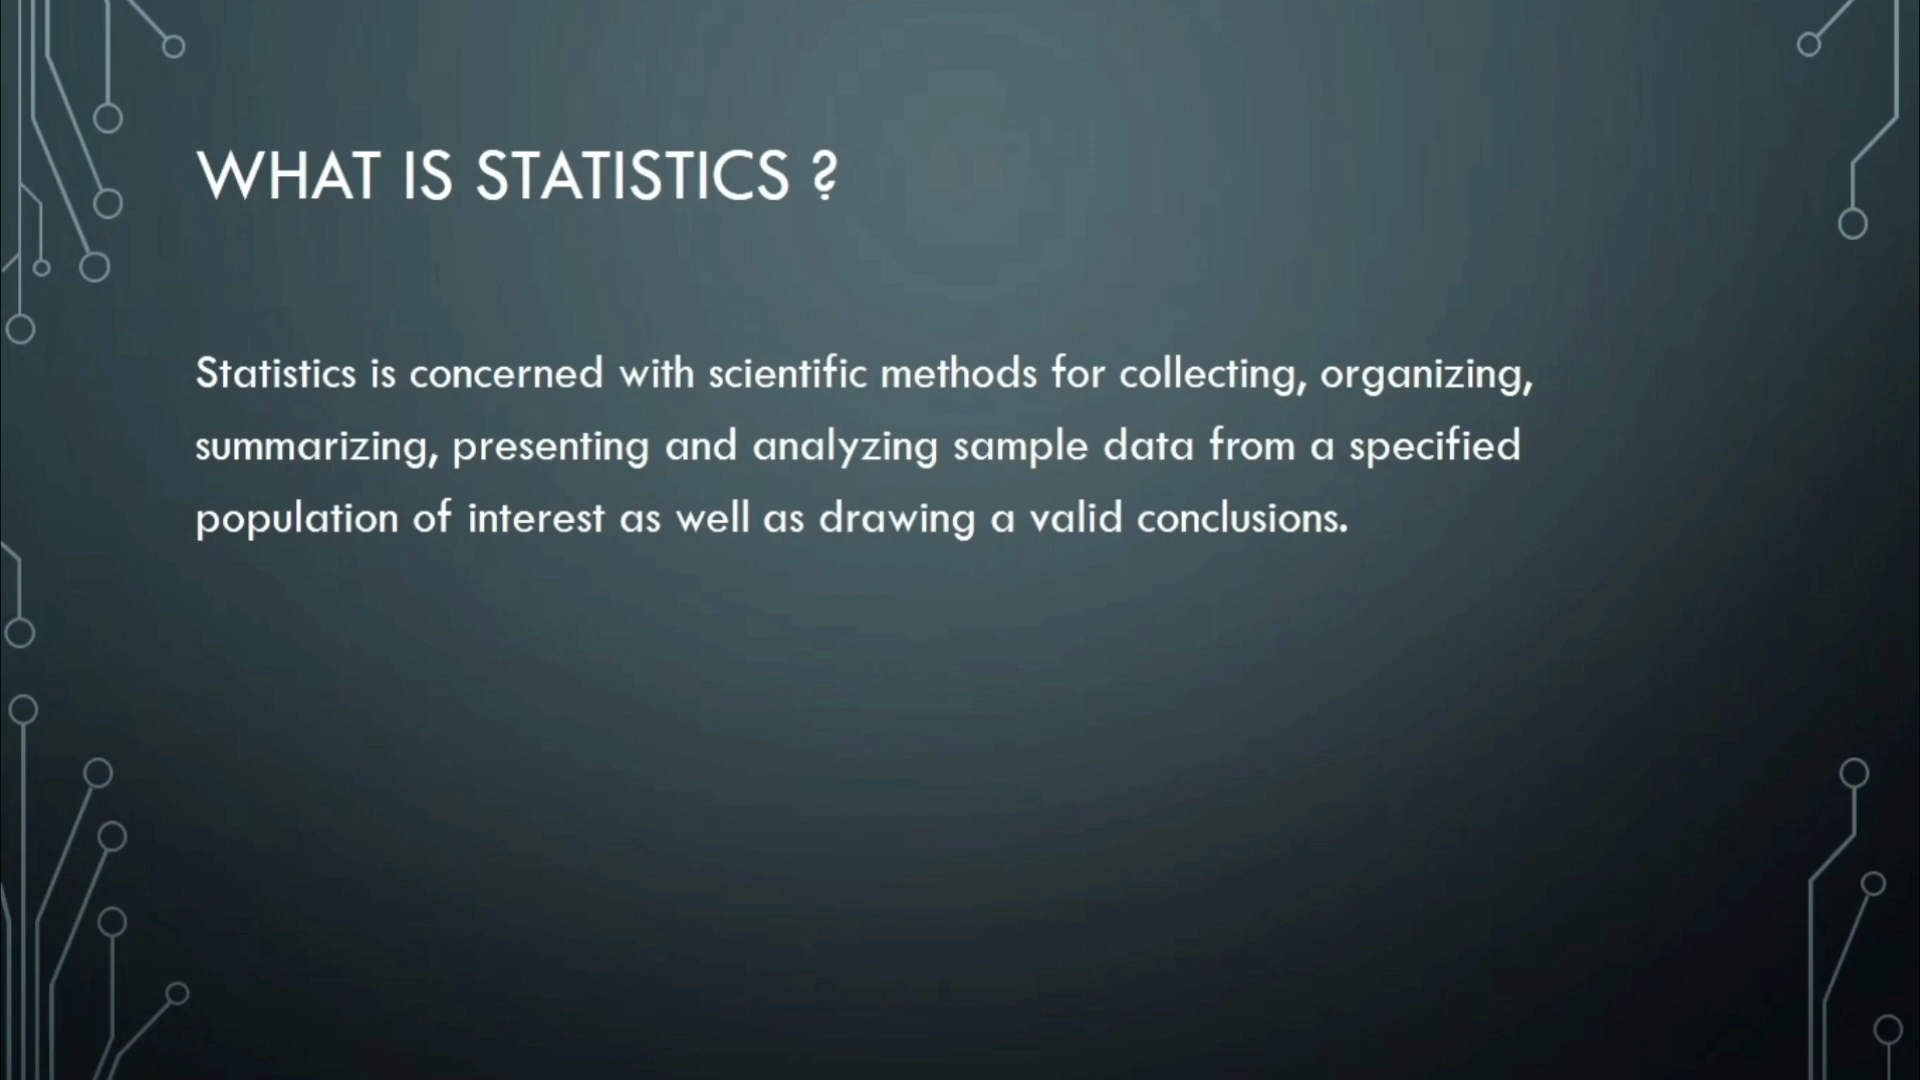 WHAT IS STATISTICS ?
Statistics is concerned with scientific methods for collecting, organizing,
summarizing, presenting and analyzing sample data from a specified
population of interest as well as drawing a valid conclusions.